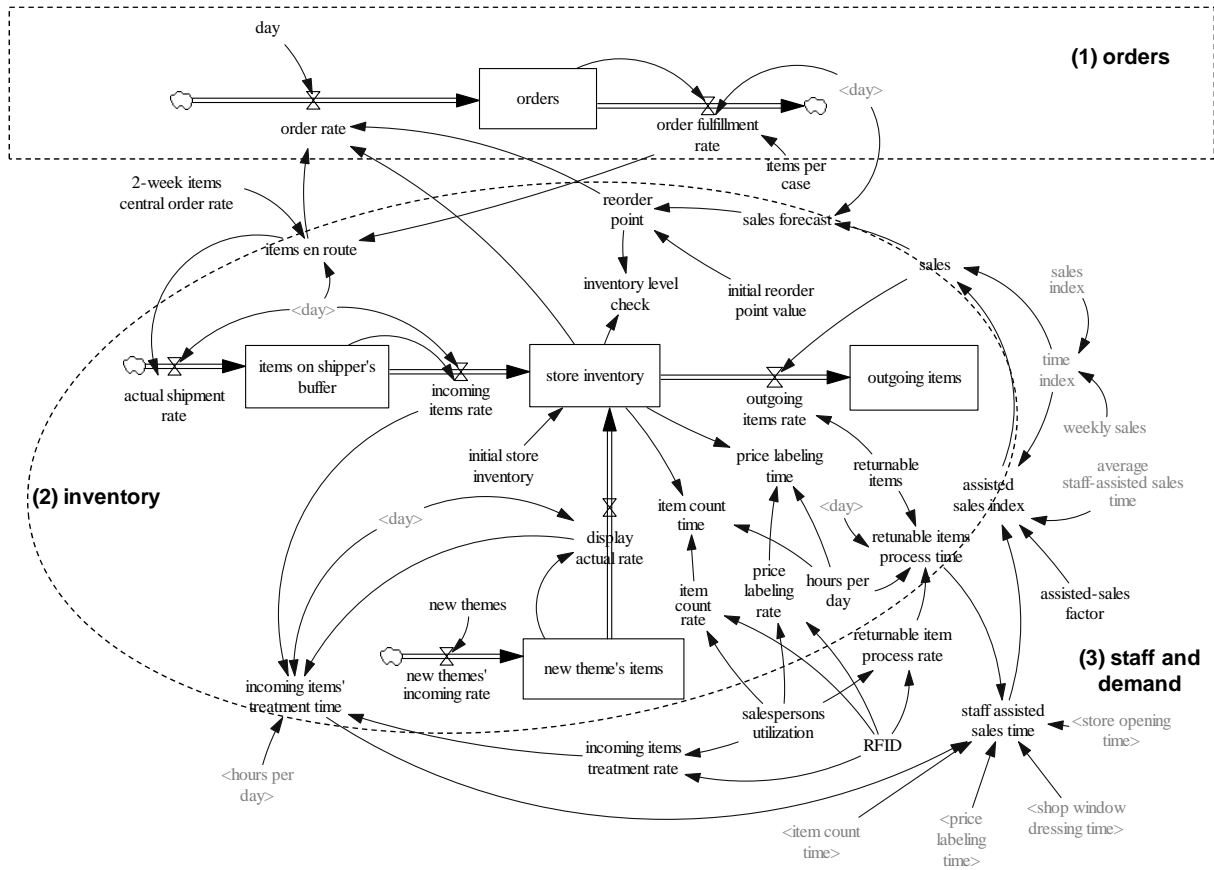 day
(1) orders
orders
<day>
order rate
order fulfillment
rate
items per
case
2-week items
central order rate
reorder
point
sales forecast
items en route
sales
sales
index
inventory level
check
initial reorder
point value
<day>
items on shipper's
buffer
store inventory
outgoing items
time
index
actual shipment
rate
incoming
items rate
outgoing
items rate
weekly sales
initial store
inventory
price labeling
time
returnable
items
average
staff-assisted sales
time
(2) inventory
assisted
sales index
<day>
item count
time
<day>
display
actual rate
retunable items
process time
price
labeling
rate
hours per
day
item
count
rate
assisted-sales
factor
new themes
returnable item
process rate
new theme's items
new themes'
incoming rate
(3) staff and
demand
incoming items'
treatment time
salespersons
utilization
staff assisted
sales time
<store opening
time>
RFID
incoming items
treatment rate
<hours per
day>
<item count
time>
<price
labeling
time>
<shop window
dressing time>